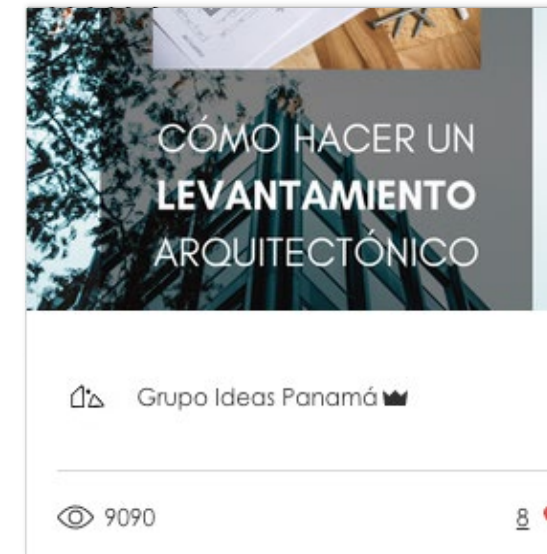 CÓMO HACER UN
LEVANTAMIENTO
ARQUITECTÓNICO
Grupo Ideas Panamá
9090
8